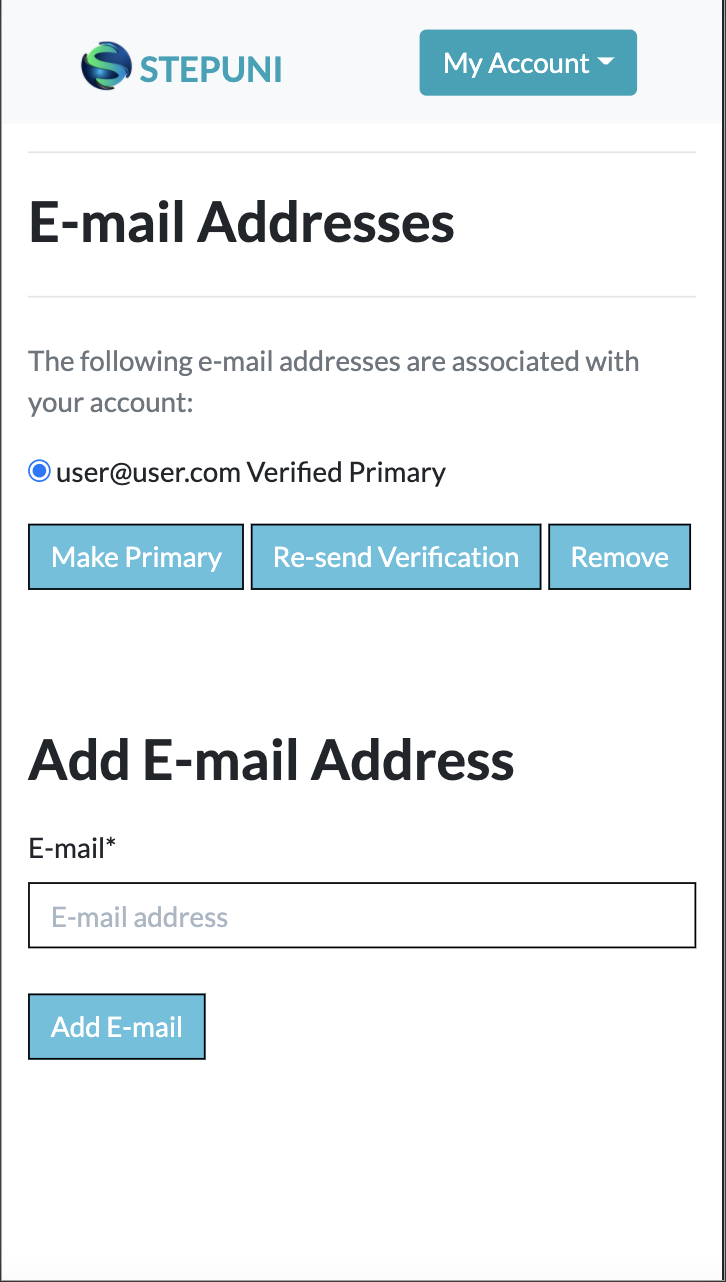 STEPUNI
My Account
E-mail Addresses
The following e-mail addresses are associated with
your account:
user@user.com Verified Primary
Make Primary Re-send Verification Remove
Add E-mail Address
E-mail*
E-mail address
Add E-mail